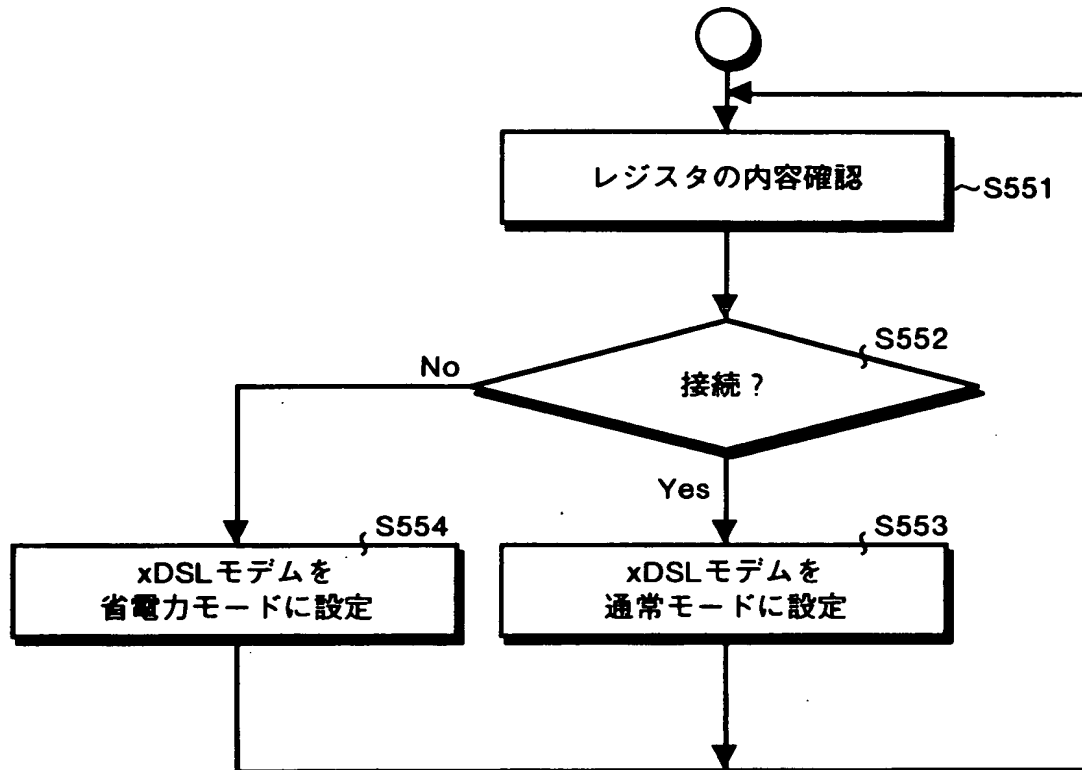 レジスタの内容確認
~S551
S552
接続?
No
Yes
S554
xDSLモデムを
省電力モードに設定
S553
xDSLモデムを
通常モードに設定